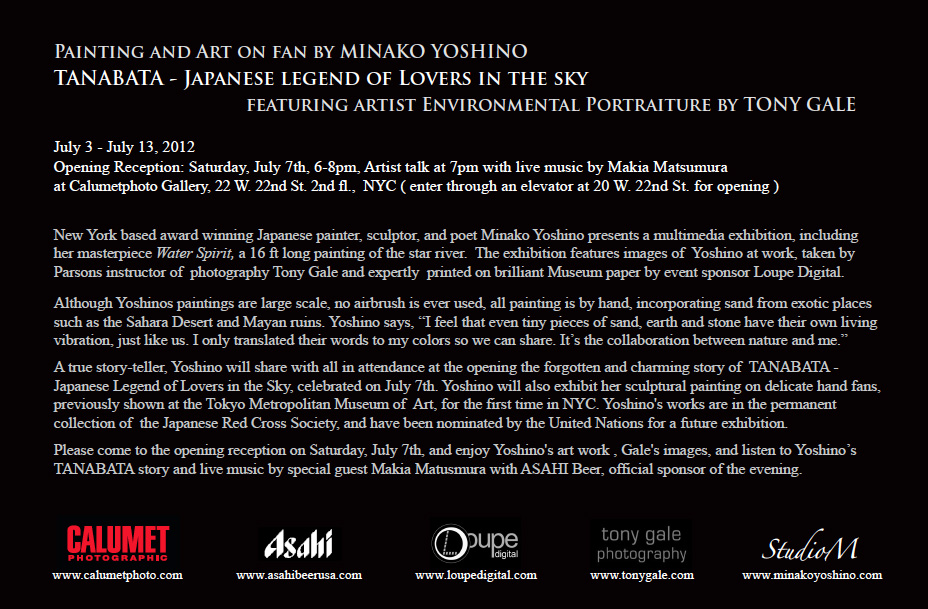 PAINTING AND ART ON FAN BY MINAKO YOSHINO
TANABATA - JAPANESE LEGEND OF LOVERS IN THE SKY
FEATURING ARTIST ENVIRONMENTAL PORTRAITURE BY TONY GALE
July 3 - July 13, 2012
Opening Reception: Saturday, July 7th, 6-8pm, Artist talk at 7pm with live music by Makia Matsumura
at Calumetphoto Gallery, 22 W. 22nd St. 2nd fl., NYC ( enter through an elevator at 20 W. 22nd St. for opening )
New York based award winning Japanese painter, sculptor, and poet Minako Yoshino presents a multimedia exhibition, including
her masterpiece Water Spirit, a 16 ft long painting of the star river. The exhibition features images of Yoshino at work, taken by
Parsons instructor of photography Tony Gale and expertly printed on brilliant Museum paper by event sponsor Loupe Digital.
Although Yoshinos paintings are large scale, no airbrush is ever used, all painting is by hand, incorporating sand from exotic places
such as the Sahara Desert and Mayan ruins. Yoshino says, “I feel that even tiny pieces of sand, earth and stone have their own living
vibration, just like us. I only translated their words to my colors so we can share. It’s the collaboration between nature and me.”
A true story-teller, Yoshino will share with all in attendance at the opening the forgotten and charming story of TANABATA -
Japanese Legend of Lovers in the Sky, celebrated on July 7th. Yoshino will also exhibit her sculptural painting on delicate hand fans,
previously shown at the Tokyo Metropolitan Museum of Art, for the first time in NYC. Yoshino's works are in the permanent
collection of the Japanese Red Cross Society, and have been nominated by the United Nations for a future exhibition.
Please come to the opening reception on Saturday, July 7th, and enjoy Yoshino's art work , Gale's images, and listen to Yoshino’s
TANABATA story and live music by special guest Makia Matusmura with ASAHI Beer, official sponsor of the evening.
CALUMET
PHOTOGRAPHIC
Asahi
Loupe
digital
tony gale
photography
StudioM
www.calumetphoto.com
www.asahibeerusa.com
www.loupedigital.com
www.tonygale.com
www.minakoyoshino.com